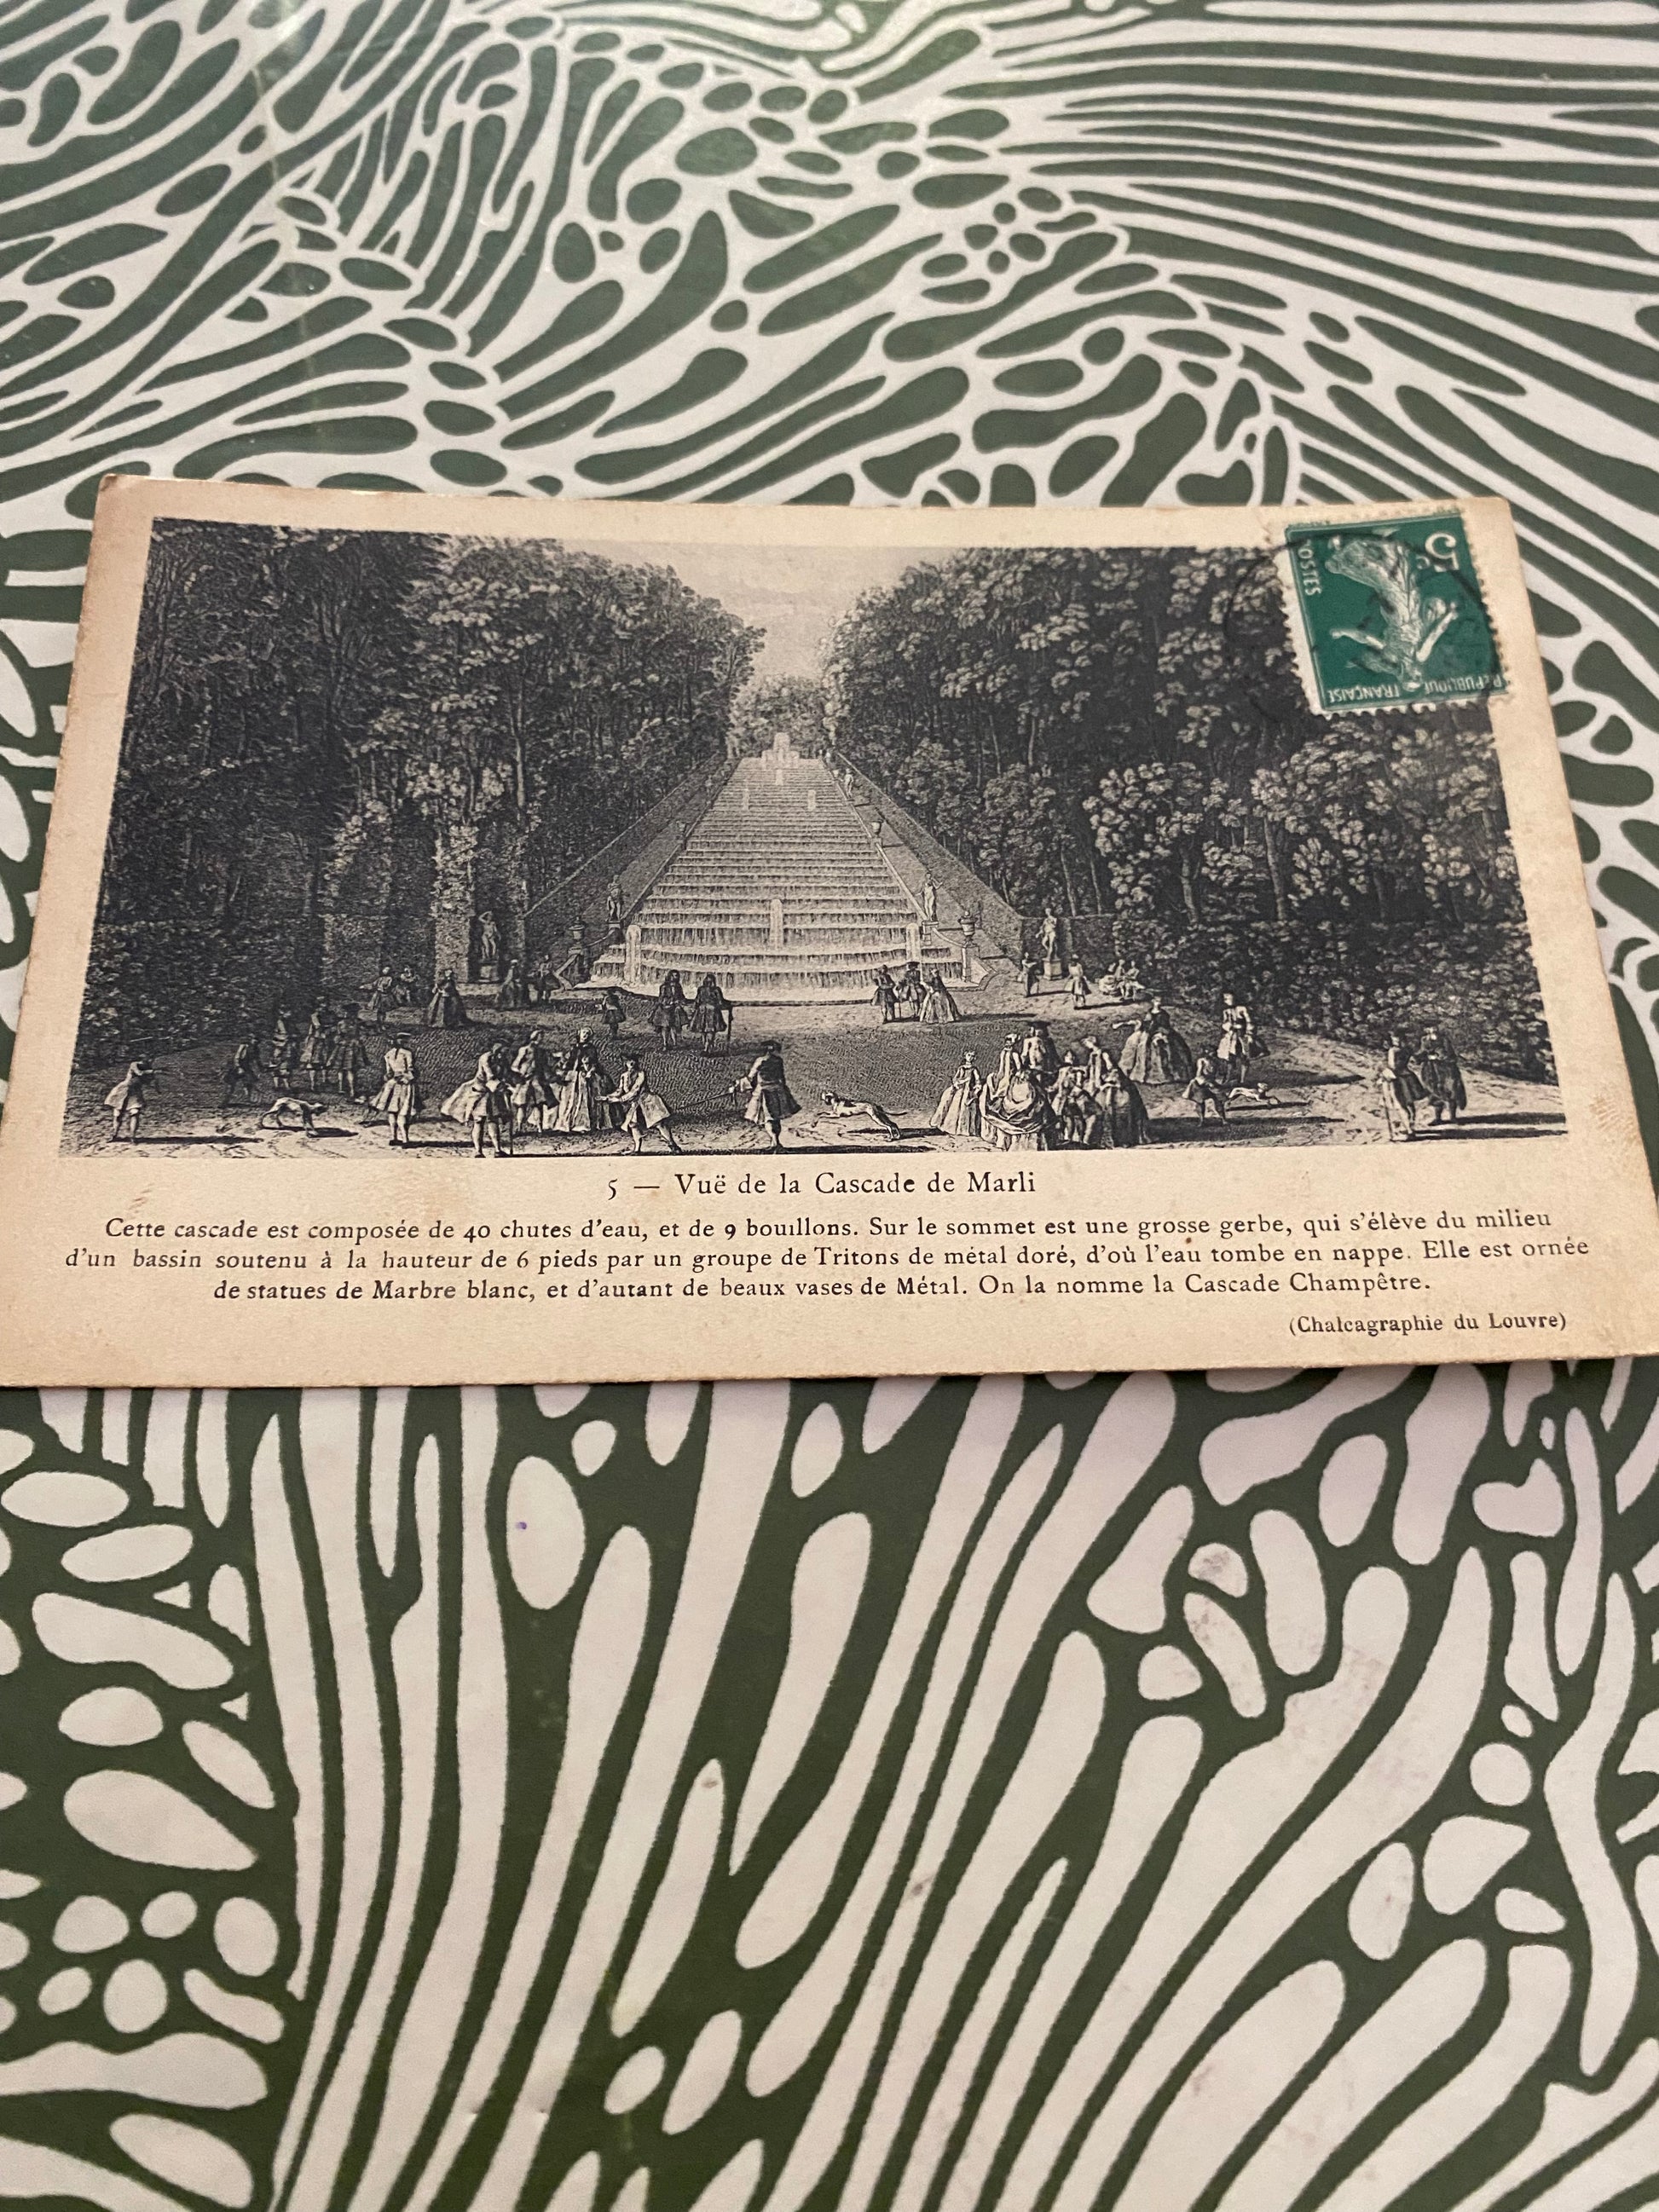 5c
POSTES
REPUBLIQUE FRANÇAISE
5 — Vuë de la Cascade de Marli
Cette cascade est composée de 40 chutes d'eau, et de 9 bouillons. Sur le sommet est une grosse gerbe, qui s'élève du milieu
d'un bassin soutenu à la hauteur de 6 pieds par un groupe de Tritons de métal doré, d'où l'eau tombe en nappe. Elle est ornée
de statues de Marbre blanc, et d'autant de beaux vases de Métal. On la nomme la Cascade Champêtre.
(Chalcagraphie du Louvre)